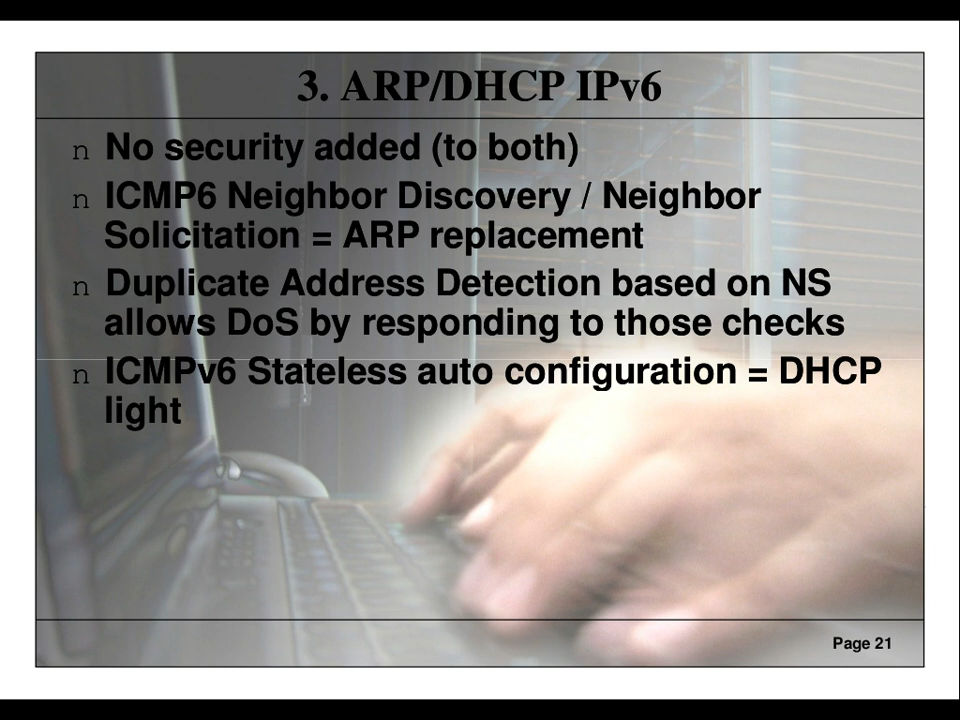 3. ARP/DHCP IPv6
n No security added (to both)
n ICMP6 Neighbor Discovery / Neighbor
Solicitation = ARP replacement
n Duplicate Address Detection based on NS
allows DoS by responding to those checks
n ICMPv6 Stateless auto configuration = DHCP
light
Page 21